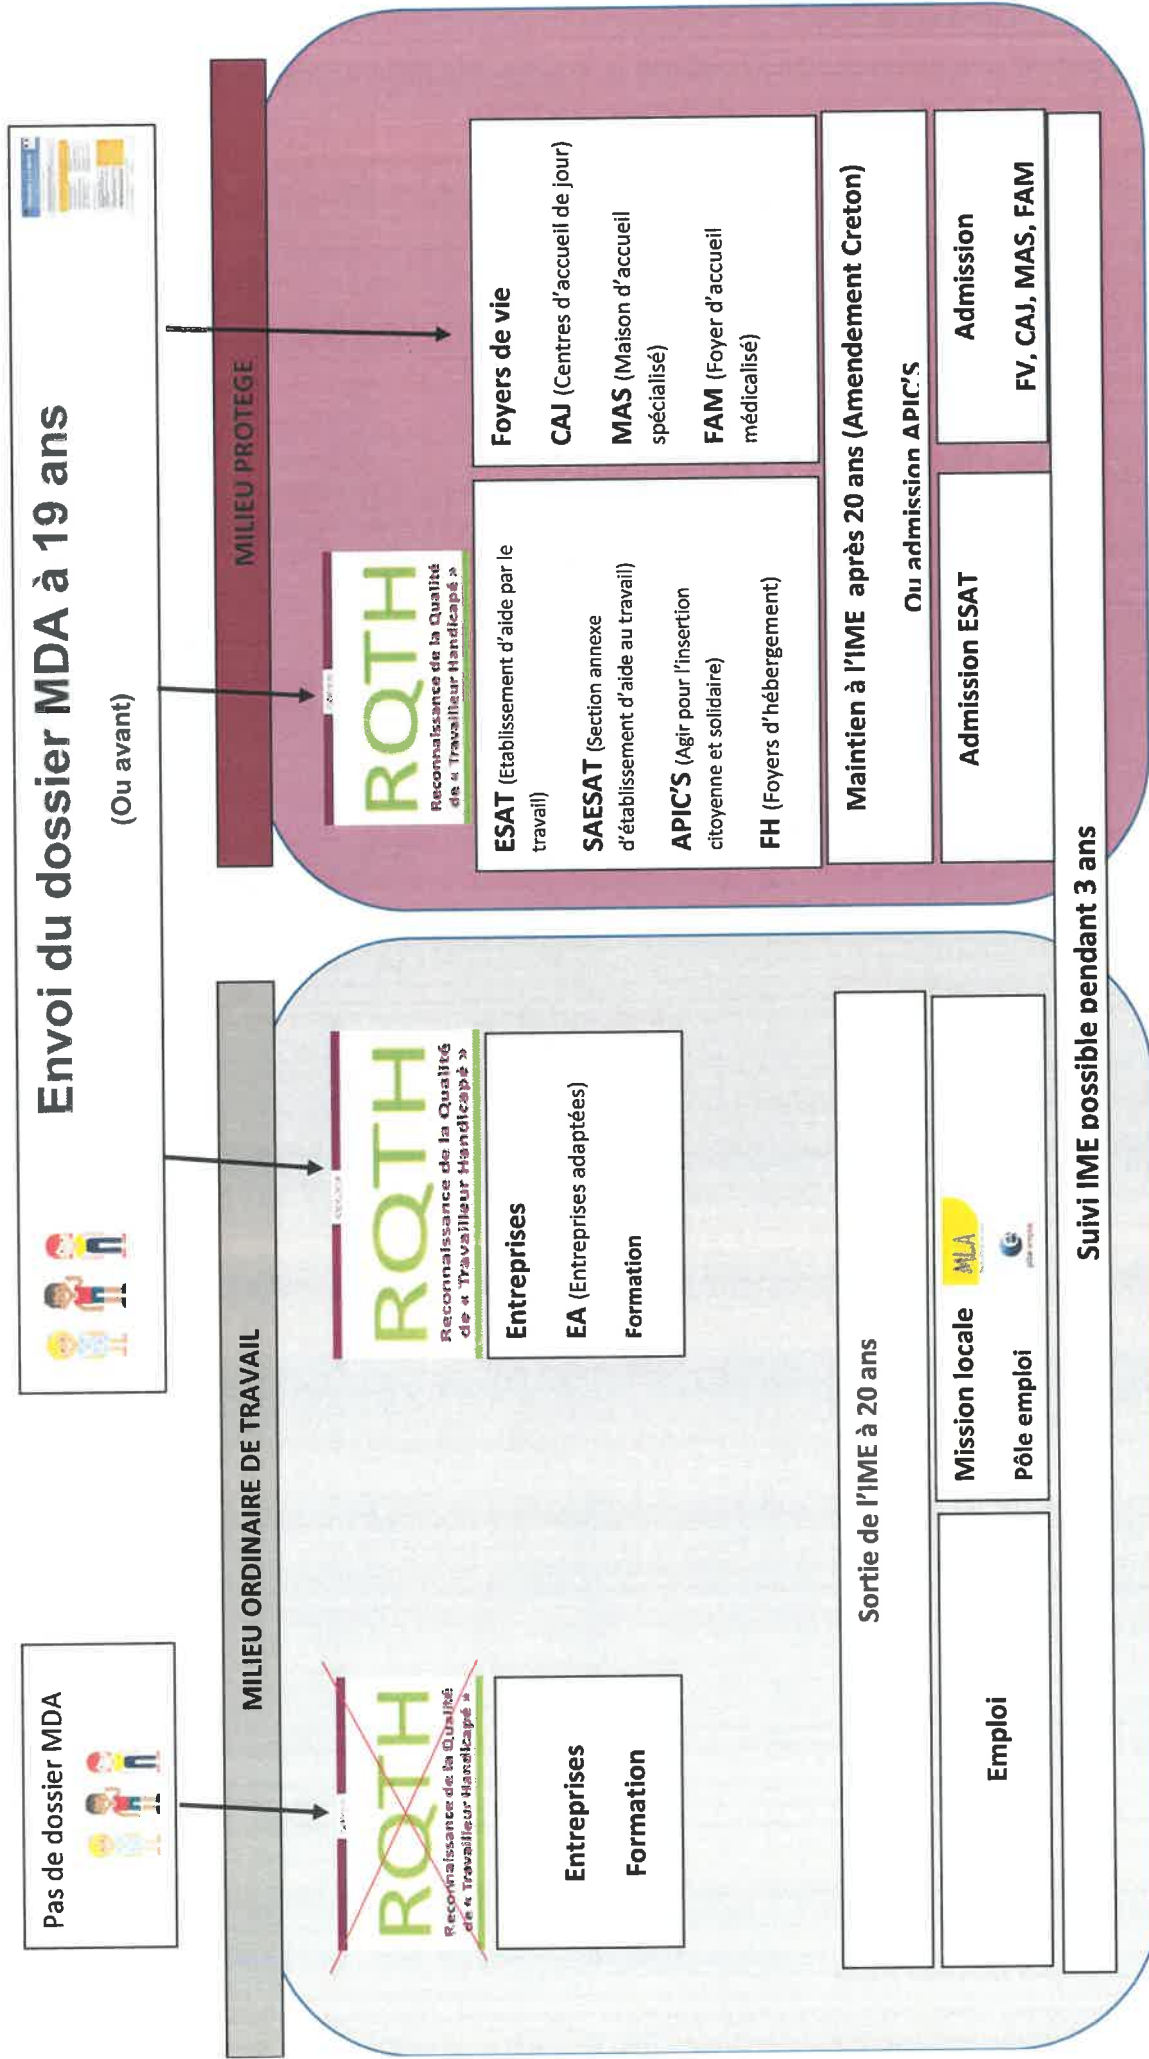 Pas de dossier MDA
Envoi du dossier MDA à 19 ans
(Ou avant)
MILIEU ORDINAIRE DE TRAVAIL
RQTH
Reconnaissance de la Qualité
de « Travailleur Handicapé »
Entreprises
Formation
RQTH
Reconnaissance de la Qualité
de « Travailleur Handicapé »
Entreprises
EA (Entreprises adaptées)
Formation
Sortie de l'IME à 20 ans
Emploi
Mission locale
Pôle emploi
MLA
pôle emploi
MILIEU PROTEGE
RQTH
Reconnaissance de la Qualité
de « Travailleur Handicapé »
ESAT (Etablissement d'aide par le
travail)
SAESAT (Section annexe
d'établissement d'aide au travail)
APIC'S (Agir pour l'insertion
citoyenne et solidaire)
FH (Foyers d'hébergement)
Foyers de vie
CAJ (Centres d'accueil de jour)
MAS (Maison d'accueil
spécialisé)
FAM (Foyer d'accueil
médicalisé)
Maintien à l'IME après 20 ans (Amendement Creton)
Ou admission APIC'S
Admission ESAT
Admission
FV, CAJ, MAS, FAM
Suivi IME possible pendant 3 ans